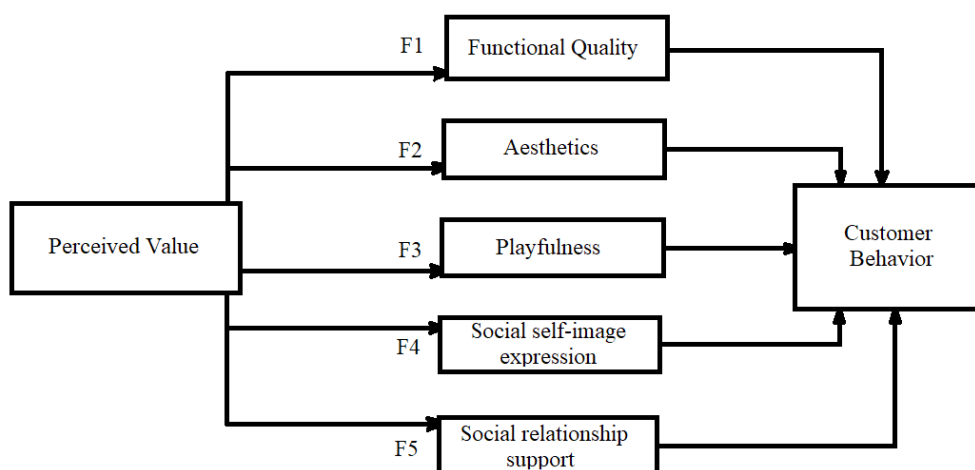 F1
Functional Quality
F2
Aesthetics
Perceived Value
F3
Playfulness
Customer
Behavior
F4
Social self-image
expression
F5
Social relationship
support